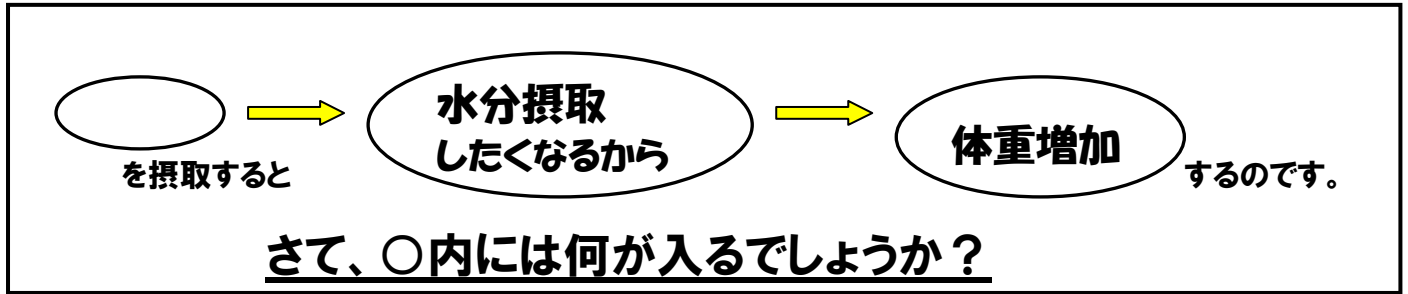 水分摂取
したくなるから
体重増加
を摂取すると
するのです。
さて、○内には何が入るでしょうか？